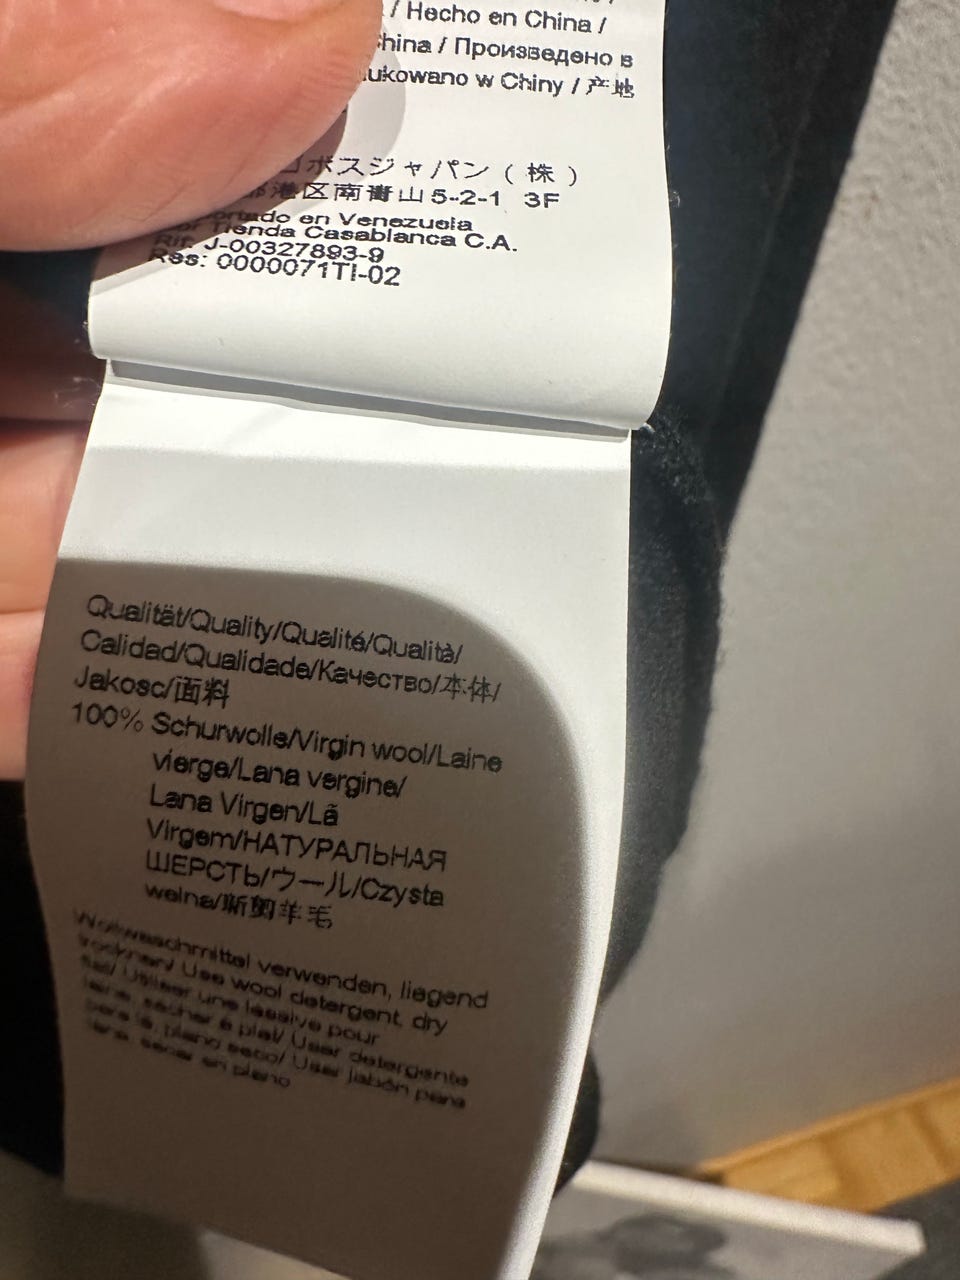 / Hecho en China /
China / Произведено в
ukowano w Chiny / 产地
ゴボスジャパン (株)
港区南青山5-2-1 3F
en Venezuela
Tienda Casablanca C.A.
Rif: J-00327893-9
Res: 0000071TI-02
Qualität/Quality/Qualité/Qualità/
Calidad/Qualidade/Качество/本体/
Jakosc/面料
100% Schurwolle/Virgin wool/Laine
vierge/Lana vergine/
Lana Virgen/Lã
Virgem/НАТУРАЛЬНАЯ
ШЕРСТЬ/ウール/Czysta
welna/新剪羊毛
Wollwaschmittel verwenden, liegend
trocknen/ Use wool detergent, dry
flat/ Utiliser une lessive pour
laine, sécher à plat/ Usar detergente
para lã, plano seco/ Usar jabón para
lana, secar en plano